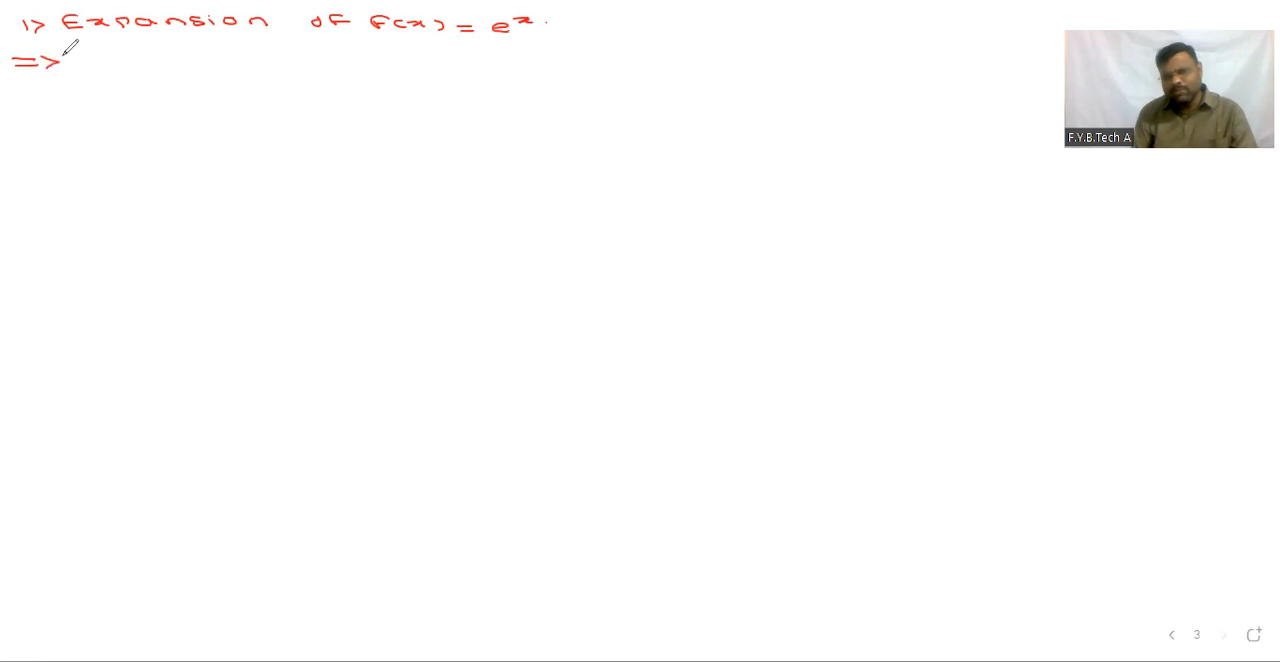 1> Expansion of F(x) = e^x.
=>
F.Y.B.Tech A
3